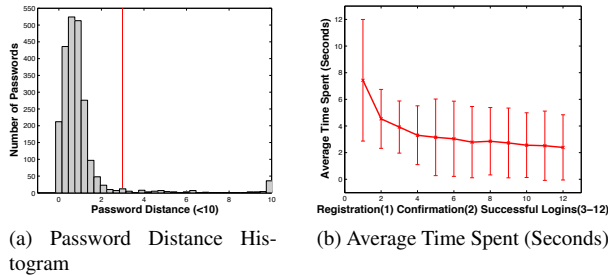 550
500
450
400
350
300
250
200
150
100
50
0
Number of Passwords
0 2 4 6 8 10
Password Distance (<10)
(a) Password Distance His-
togram
12
10
8
6
4
2
0
Average Time Spent (Seconds)
0 2 4 6 8 10 12
Registration(1) Confirmation(2) Successful Logins(3-12)
(b) Average Time Spent (Seconds)